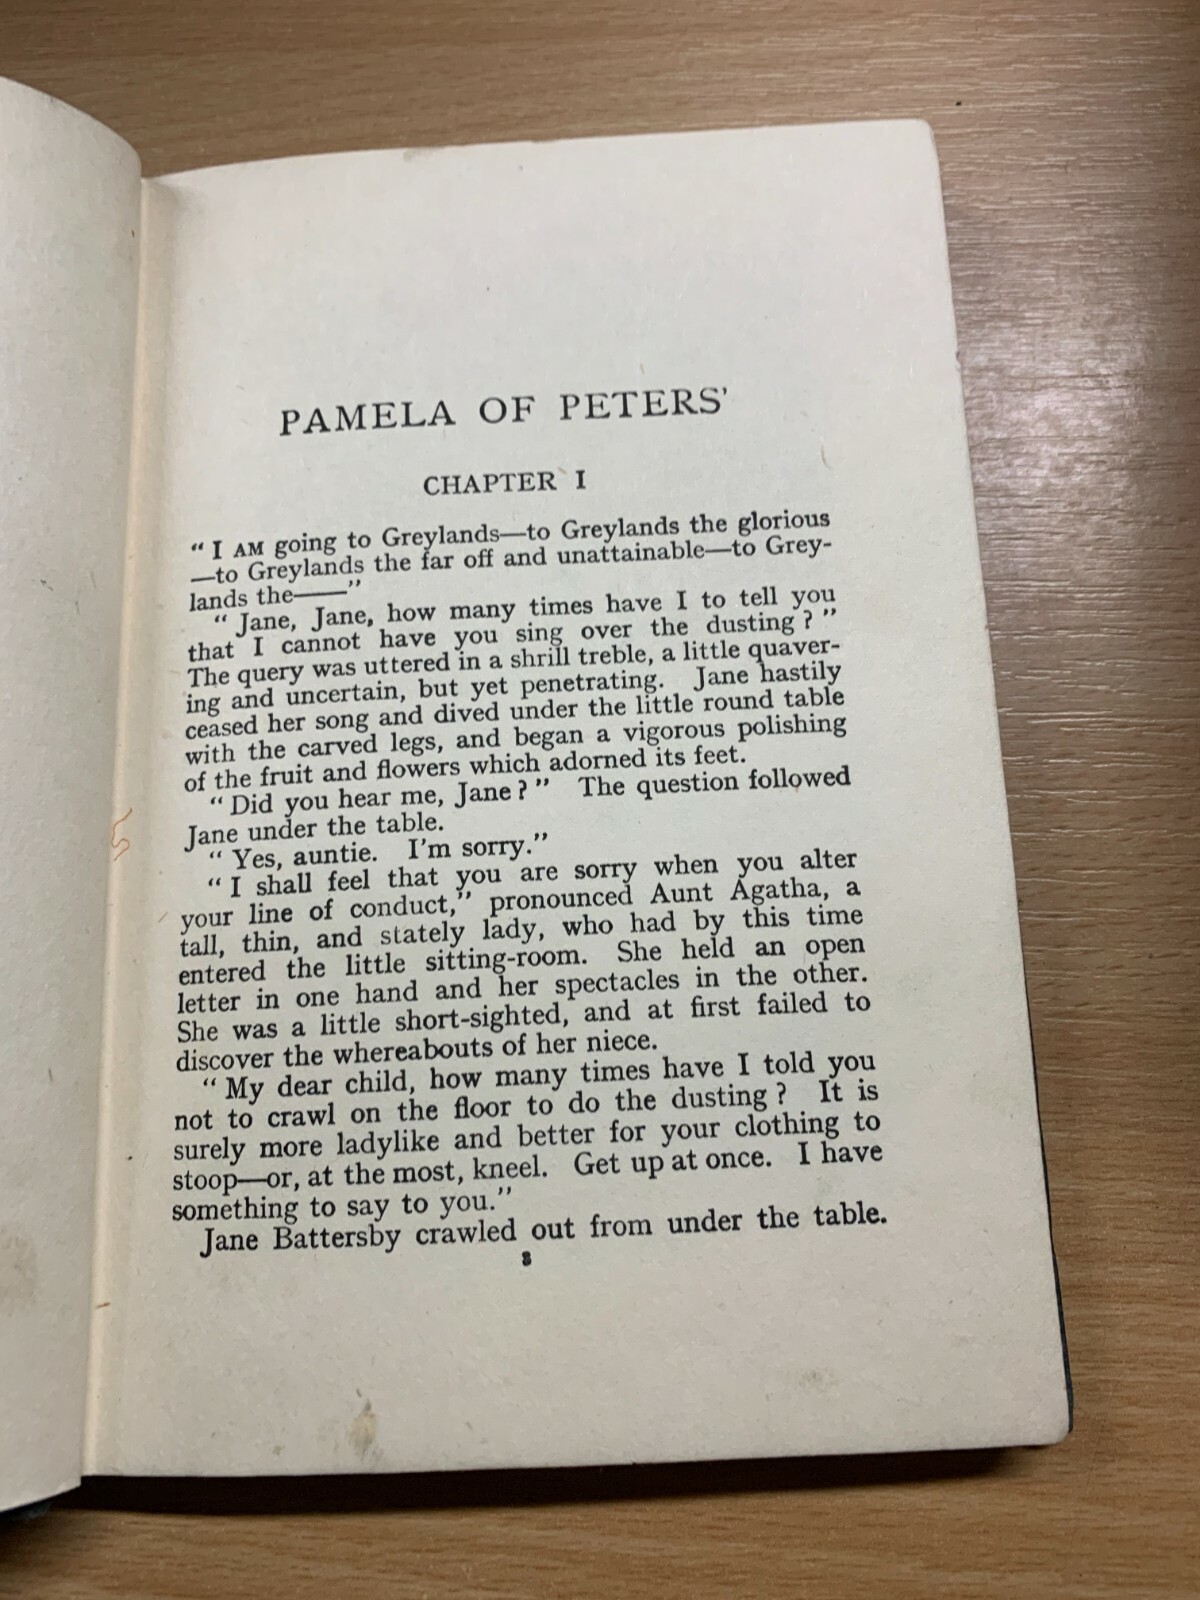 PAMELA OF PETERS'
CHAPTER I
“ I AM going to Greylands—to Greylands the glorious
—to Greylands the far off and unattainable—to Grey-
lands the——”
“ Jane, Jane, how many times have I to tell you
that I cannot have you sing over the dusting ? ”
The query was uttered in a shrill treble, a little quaver-
ing and uncertain, but yet penetrating. Jane hastily
ceased her song and dived under the little round table
with the carved legs, and began a vigorous polishing
of the fruit and flowers which adorned its feet.
“ Did you hear me, Jane ? ” The question followed
Jane under the table.
“ Yes, auntie. I'm sorry.”
“ I shall feel that you are sorry when you alter
your line of conduct,” pronounced Aunt Agatha, a
tall, thin, and stately lady, who had by this time
entered the little sitting-room. She held an open
letter in one hand and her spectacles in the other.
She was a little short-sighted, and at first failed to
discover the whereabouts of her niece.
“ My dear child, how many times have I told you
not to crawl on the floor to do the dusting ? It is
surely more ladylike and better for your clothing to
stoop—or, at the most, kneel. Get up at once. I have
something to say to you.”
Jane Battersby crawled out from under the table.